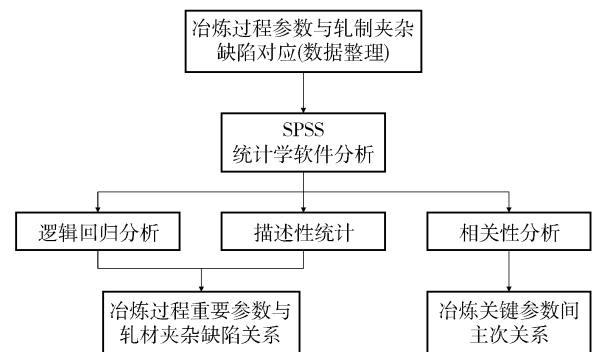 冶炼过程参数与轧制夹杂
缺陷对应(数据整理)
SPSS
统计学软件分析
逻辑回归分析
描述性统计
相关性分析
冶炼过程重要参数与
轧材夹杂缺陷关系
冶炼关键参数间
主次关系